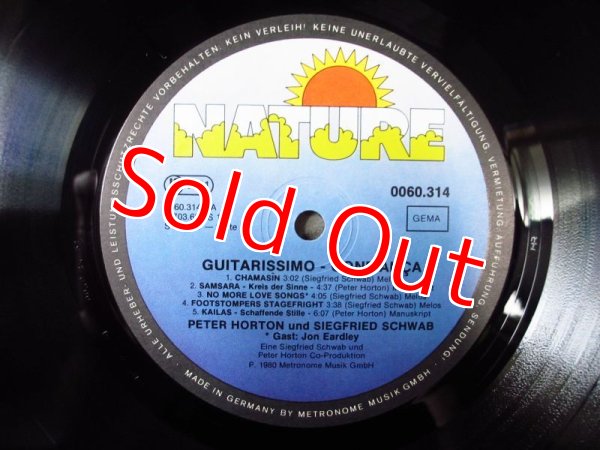 ALLE URHEBER- UND LEISTUNGSSCHUTZRECHTE VORBEHALTEN. KEIN VERLEIH! KEINE UNERLAUBTE VERVIELFÄLTIGUNG, VERMIETUNG, AUFFÜHRUNG, SENDUNG.
NATURE
0060.314
GEMA
Sold Out
GUITARISSIMO -
1. CHAMASIN 3:02 (Siegfried Schwab) Melos
2. SAMSARA - Kreis der Sinne - 4:37 (Peter Horton)
3. NO MORE LOVE SONGS* 4:05 (Siegfried Schwab) Melos
4. FOOTSTOMPERS STAGEFRIGHT 3:38 (Siegfried Schwab) Melos
5. KAILAS - Schaffende Stille - 6:07 (Peter Horton) Manuskript
PETER HORTON und SIEGFRIED SCHWAB
* Gast: Jon Eardley
Eine Siegfried Schwab und
Peter Horton Co-Produktion
P. 1980 Metronome Musik GmbH
MADE IN GERMANY BY METRONOME MUSIK GMBH